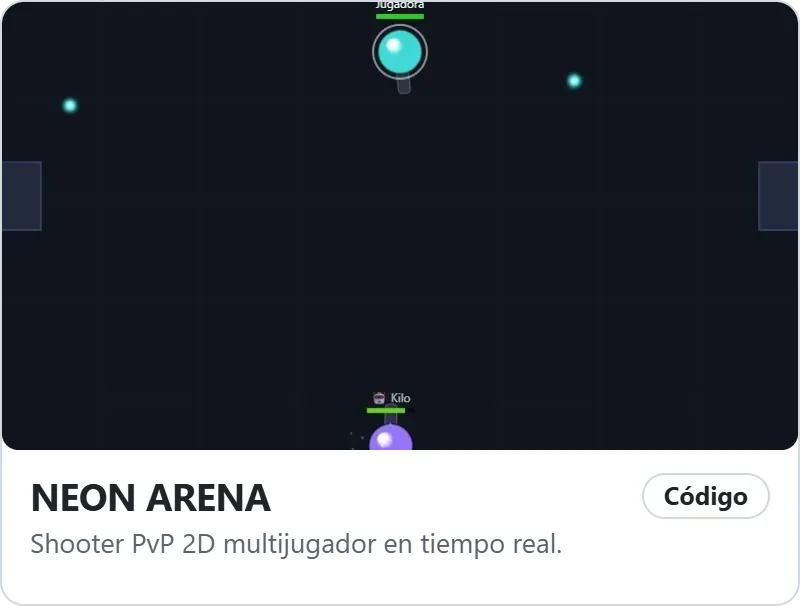 Jugadora
Kilo
NEON ARENA
Código
Shooter PvP 2D multijugador en tiempo real.